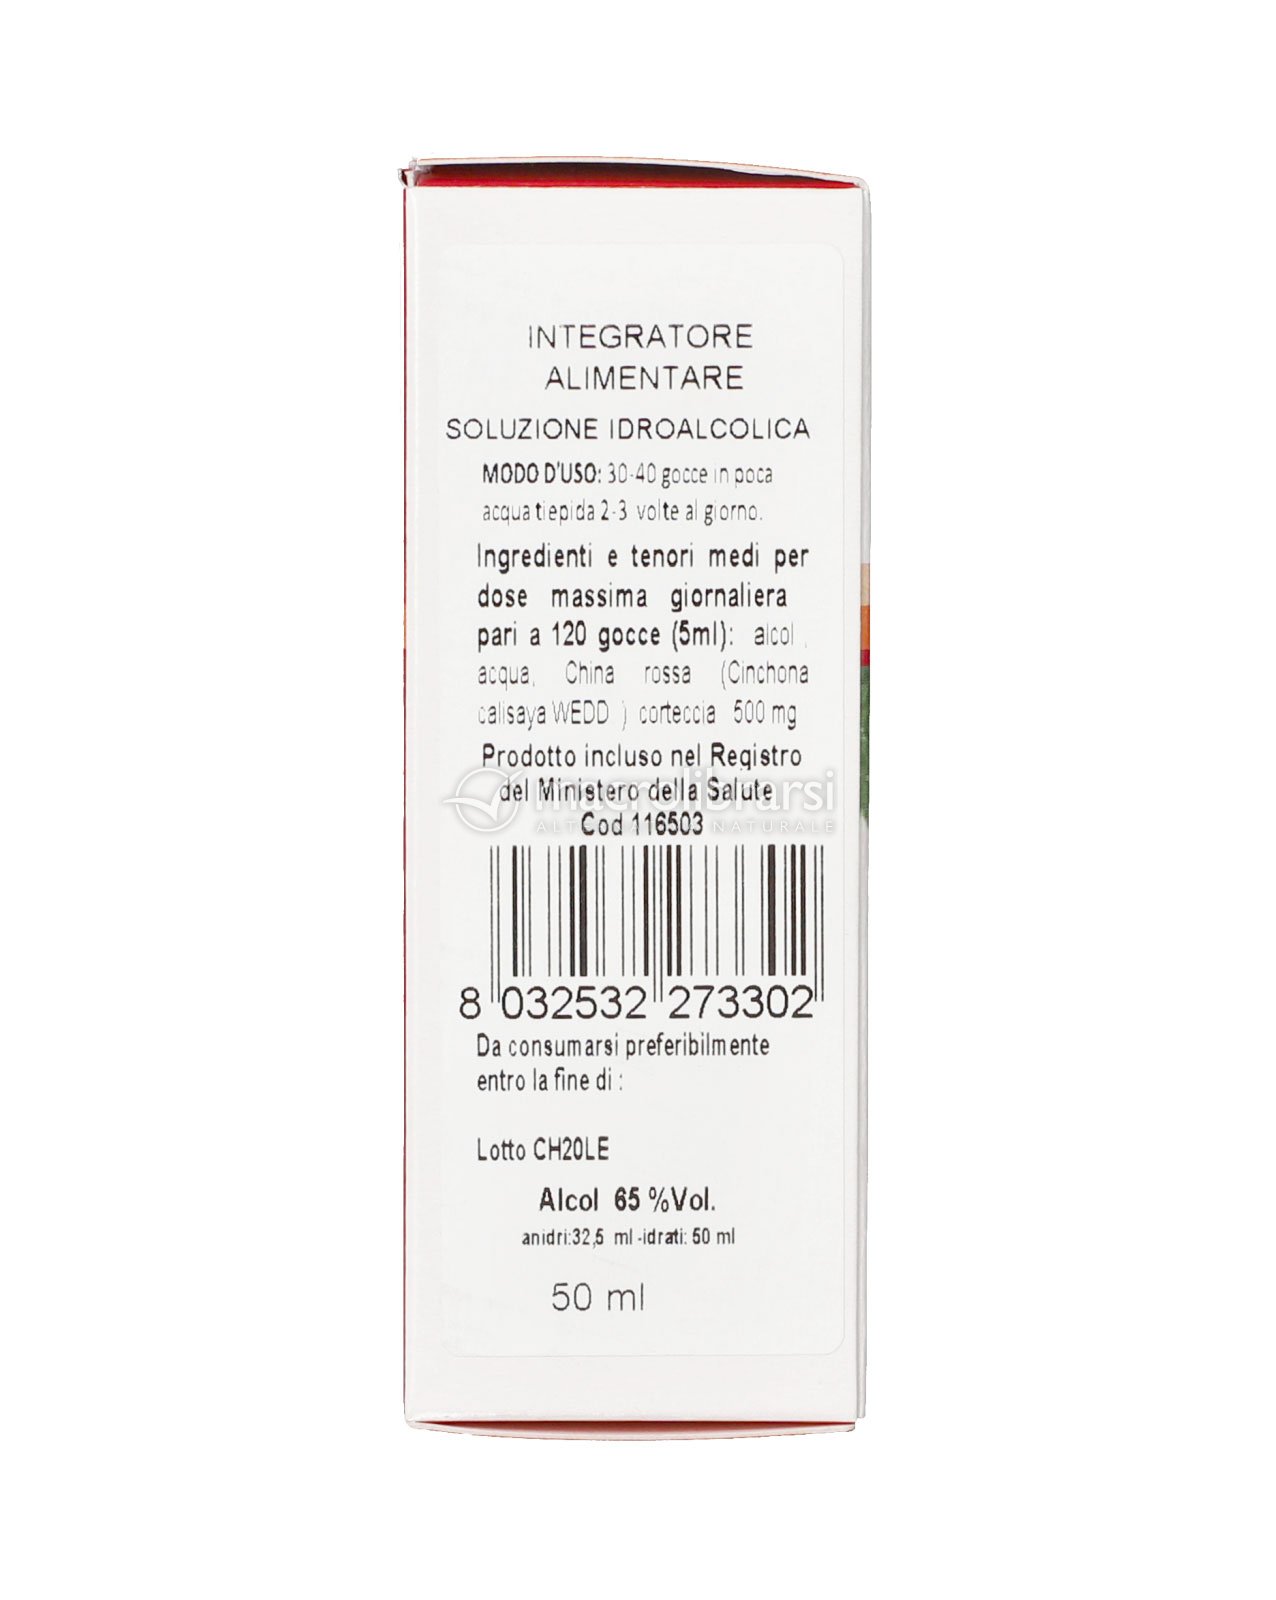 INTEGRATORE
ALIMENTARE
SOLUZIONE IDROALCOLICA
MODO D'USO: 30-40 gocce in poca
acqua tiepida 2-3 volte al giorno.
Ingredienti e tenori medi per
dose massima giornaliera
pari a 120 gocce (5ml): alcol,
acqua, China rossa (Cinchona
calisaya WEDD ) corteccia 500 mg
Prodotto incluso nel Registro
del Ministero della Salute
Cod 116503
macrolibrarsi
ALTERNATIVA NATURALE
8 032532 273302
Da consumarsi preferibilmente
entro la fine di :
Lotto CH20LE
Alcol 65 %Vol.
anidri:32,5 ml -idrati: 50 ml
50 ml